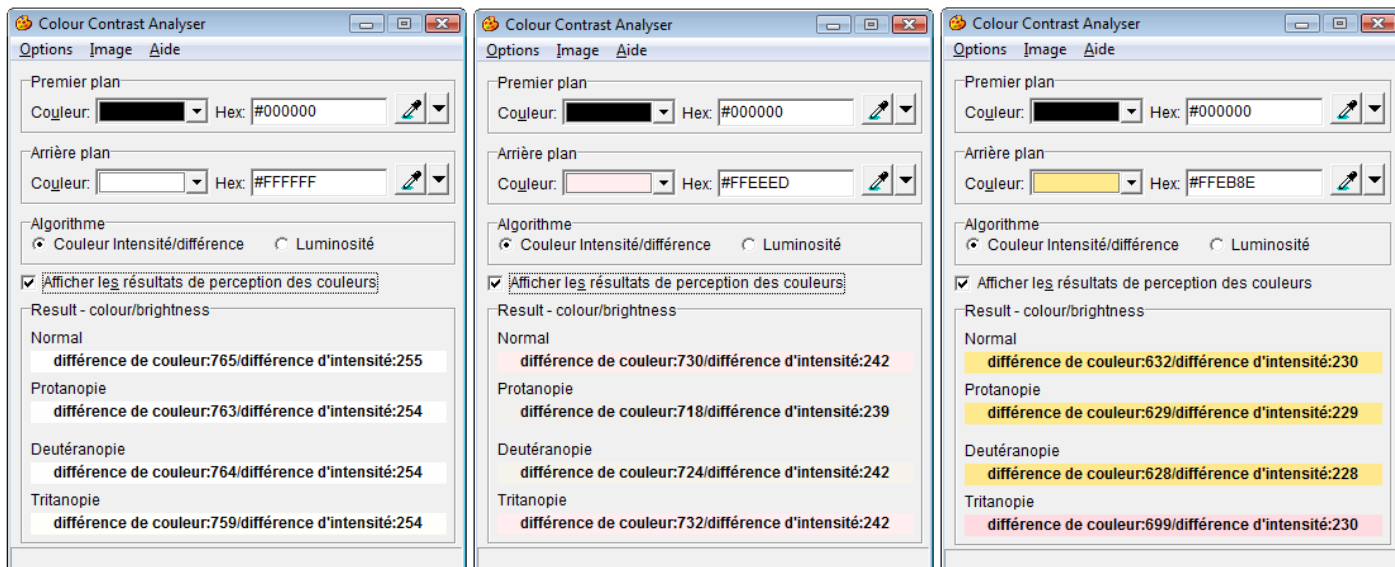 Colour Contrast Analyser
Options Image Aide
Premier plan
Couleur: Hex: #000000
Arrière plan
Couleur: Hex: #FFFFFF
Algorithme
Couleur Intensité/différence Luminosité
Afficher les résultats de perception des couleurs
Result - colour/brightness
Normal
différence de couleur:765/différence d'intensité:255
Protanopie
différence de couleur:763/différence d'intensité:254
Deutéranopie
différence de couleur:764/différence d'intensité:254
Tritanopie
différence de couleur:759/différence d'intensité:254
Colour Contrast Analyser
Options Image Aide
Premier plan
Couleur: Hex: #000000
Arrière plan
Couleur: Hex: #FFEEED
Algorithme
Couleur Intensité/différence Luminosité
Afficher les résultats de perception des couleurs
Result - colour/brightness
Normal
différence de couleur:730/différence d'intensité:242
Protanopie
différence de couleur:718/différence d'intensité:239
Deutéranopie
différence de couleur:724/différence d'intensité:242
Tritanopie
différence de couleur:732/différence d'intensité:242
Colour Contrast Analyser
Options Image Aide
Premier plan
Couleur: Hex: #000000
Arrière plan
Couleur: Hex: #FFEB8E
Algorithme
Couleur Intensité/différence Luminosité
Afficher les résultats de perception des couleurs
Result - colour/brightness
Normal
différence de couleur:632/différence d'intensité:230
Protanopie
différence de couleur:629/différence d'intensité:229
Deutéranopie
différence de couleur:628/différence d'intensité:228
Tritanopie
différence de couleur:699/différence d'intensité:230